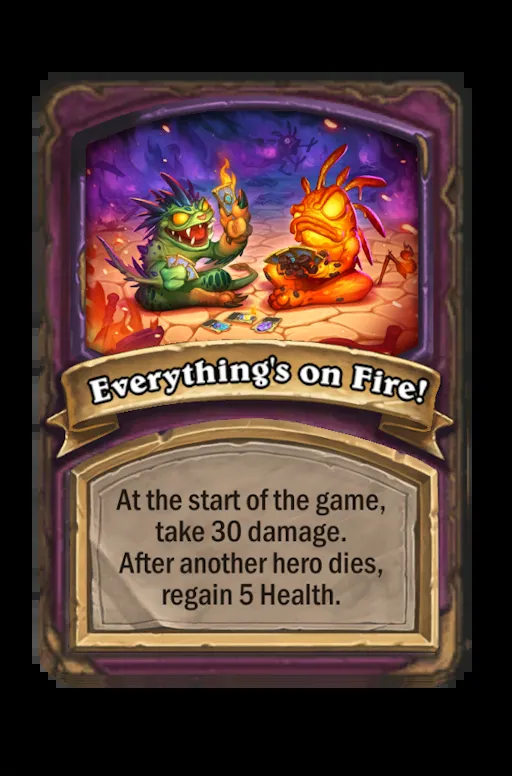 Everything's on Fire!
At the start of the game,
take 30 damage.
After another hero dies,
regain 5 Health.